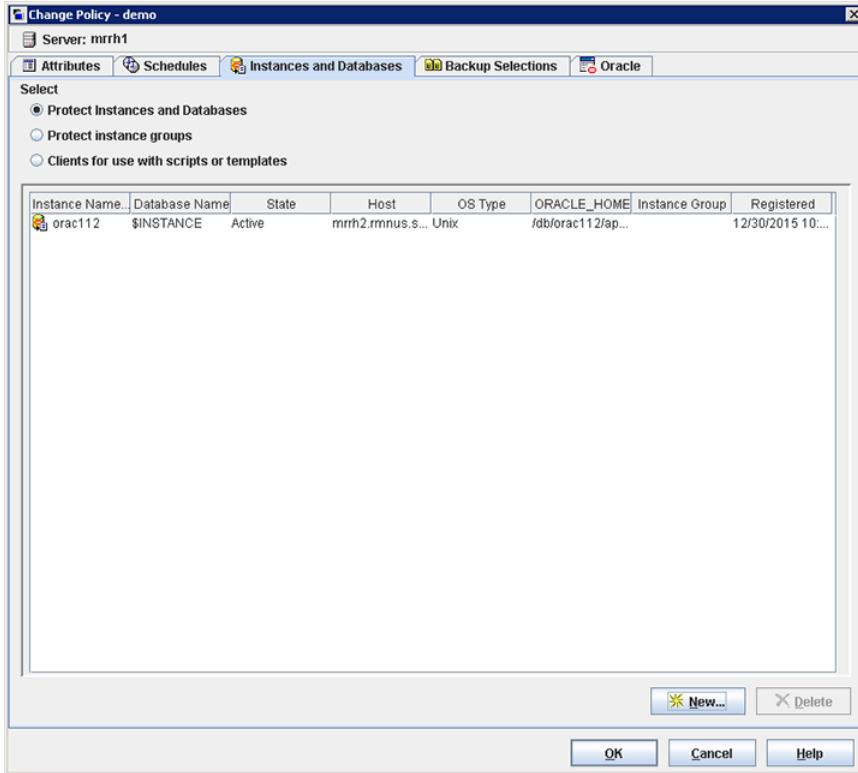 Change Policy - demo
Server: mrrh1
Attributes Schedules Instances and Databases Backup Selections Oracle
Select
Protect Instances and Databases
Protect instance groups
Clients for use with scripts or templates
Instance Name... Database Name State Host OS Type ORACLE_HOME Instance Group Registered
orac112 $INSTANCE Active mrrh2.rmnus.s... Unix /db/orac112/ap... 12/30/2015 10:...
New... Delete
OK Cancel Help